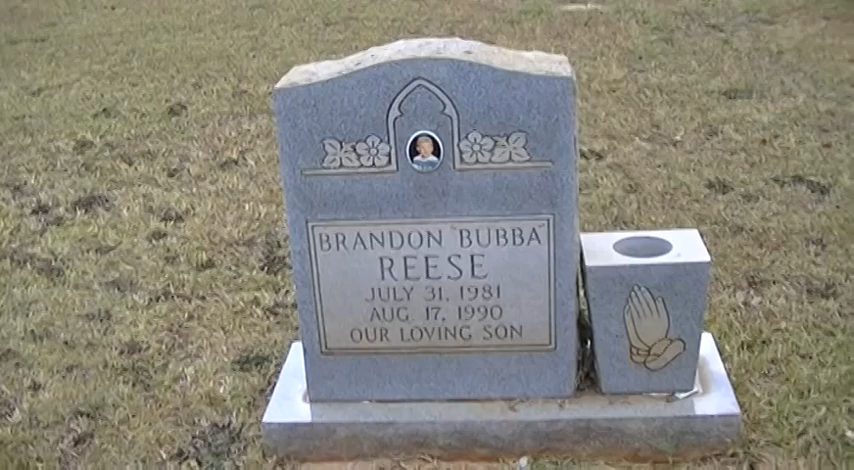 BRANDON "BUBBA"
REESE
JULY 31, 1981
AUG. 17, 1990
OUR LOVING SON